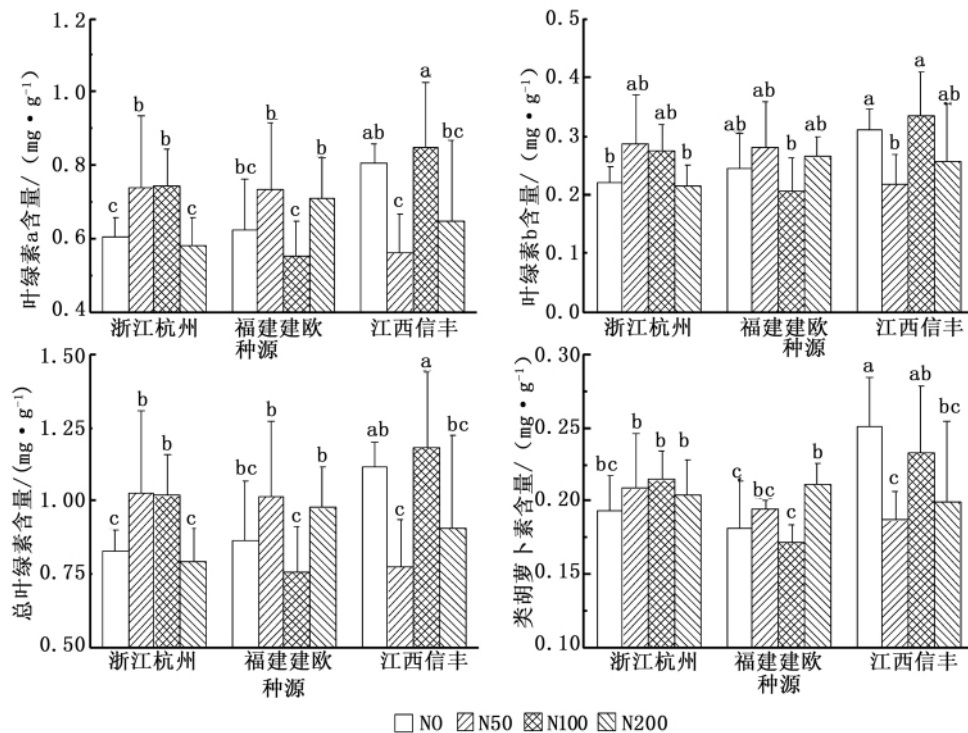 叶绿素a含量/(mg·g⁻¹)
1.2
1.0
0.8
0.6
0.4
c b b c
bc b c b
ab c a bc
浙江杭州 福建建欧 江西信丰
种源
叶绿素b含量/(mg·g⁻¹)
0.5
0.4
0.3
0.2
0.1
0.0
b ab ab b
ab ab b ab
a b a ab
浙江杭州 福建建欧 江西信丰
种源
总叶绿素含量/(mg·g⁻¹)
1.50
1.25
1.00
0.75
0.50
c b b c
bc b c b
ab c a bc
浙江杭州 福建建欧 江西信丰
种源
类胡萝卜素含量/(mg·g⁻¹)
0.30
0.25
0.20
0.15
0.10
bc b b b
c bc c b
a c ab bc
浙江杭州 福建建欧 江西信丰
种源
N0 N50 N100 N200